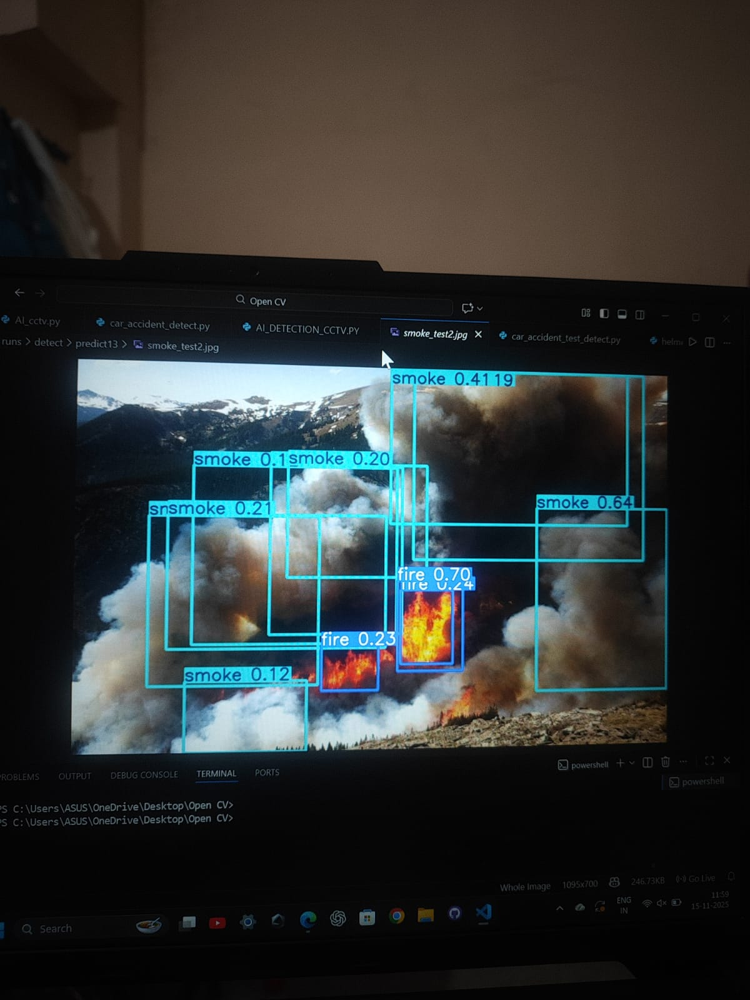 Open CV
AI_cctv.py
car_accident_detect.py
AI_DETECTION_CCTV.PY
smoke_test2.jpg
car_accident_test_detect.py
runs > detect > predict13 > smoke_test2.jpg
smoke 0.41 19
smoke 0.1
smoke 0.20
smoke 0.21
smoke 0.64
fire 0.70
fire 0.24
fire 0.23
smoke 0.12
powershell
PROBLEMS
OUTPUT
DEBUG CONSOLE
TERMINAL
PORTS
powershell
PS C:\Users\ASUS\OneDrive\Desktop\Open CV>
PS C:\Users\ASUS\OneDrive\Desktop\Open CV>
Whole Image
1095x700
246.73KB
Go Live
Search
ENG
IN
11:59
15-11-2025